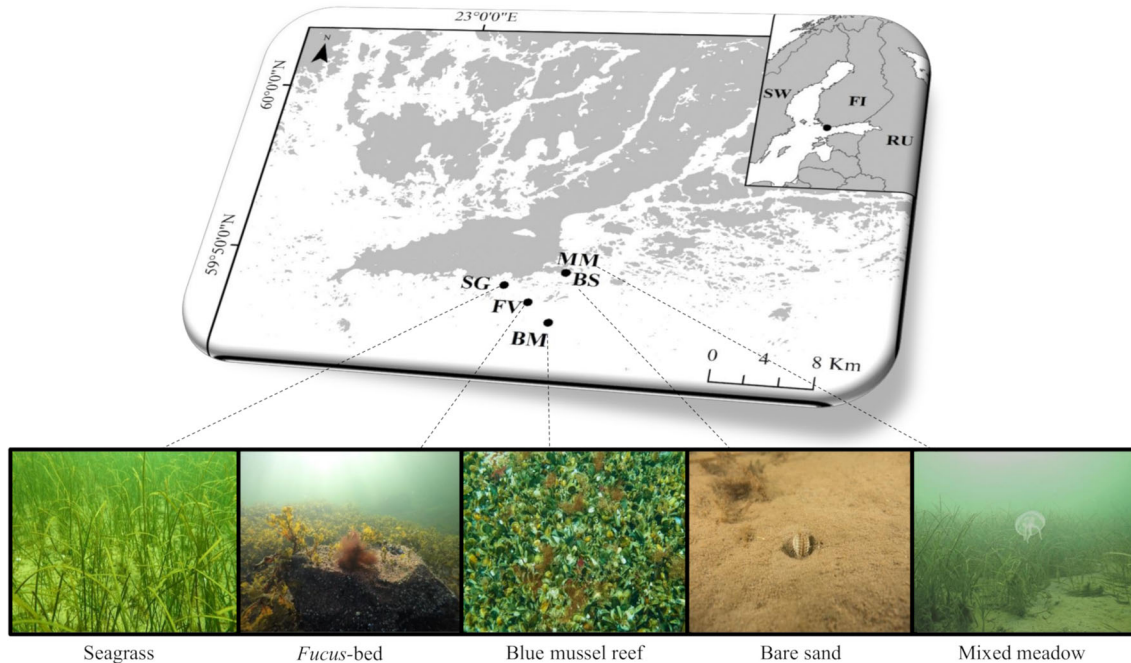 23°0'0"E
N
60°0'0"N
59°50'0"N
SW
FI
RU
MM
SG
BS
FV
BM
0 4 8 Km
Seagrass
Fucus-bed
Blue mussel reef
Bare sand
Mixed meadow